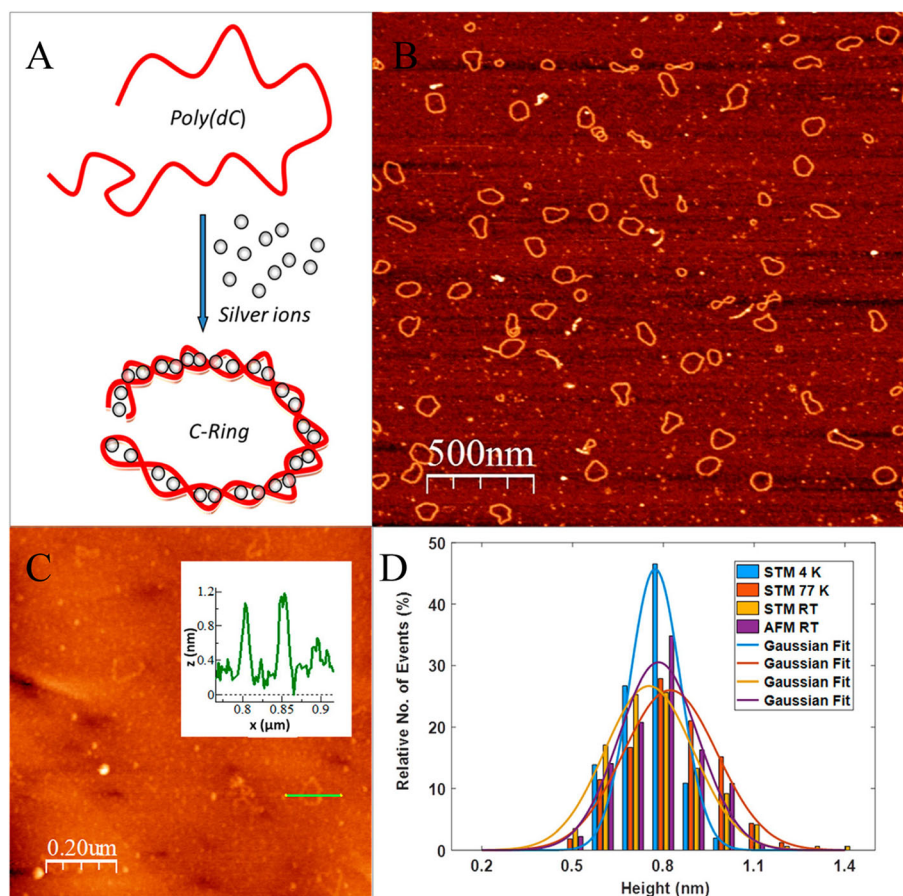 A
Poly(dC)
Silver ions
C-Ring
B
500nm
C
0.20um
z (nm)
1.2
0.8
0.4
0
0.8 0.85 0.9
x (µm)
D
Relative No. of Events (%)
50
40
30
20
10
0
0.2 0.5 0.8 1.1 1.4
Height (nm)
STM 4 K
STM 77 K
STM RT
AFM RT
Gaussian Fit
Gaussian Fit
Gaussian Fit
Gaussian Fit